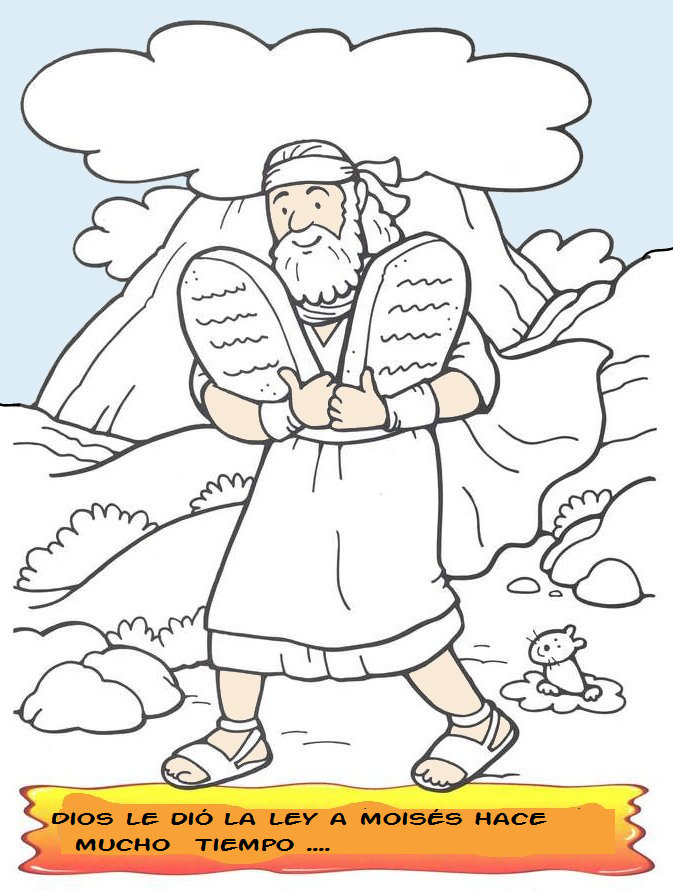 DIOS LE DIÓ LA LEY A MOISÉS HACE
MUCHO TIEMPO ....